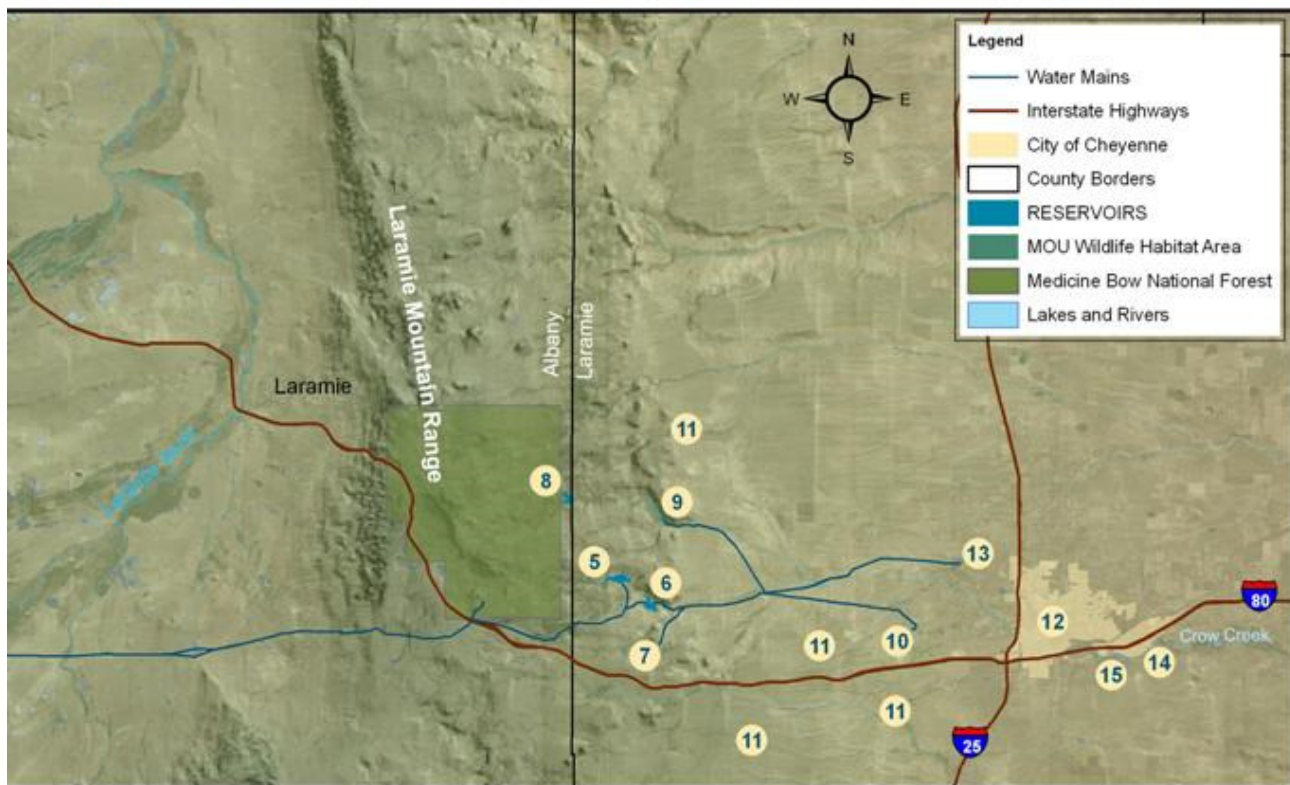 Legend
Water Mains
Interstate Highways
City of Cheyenne
County Borders
RESERVOIRS
MOU Wildlife Habitat Area
Medicine Bow National Forest
Lakes and Rivers
N
W E
S
Laramie Mountain Range
Albany
Laramie
Laramie
11
8
9
5
6
13
7
11
10
12
80
Crow Creek
15
14
11
11
25